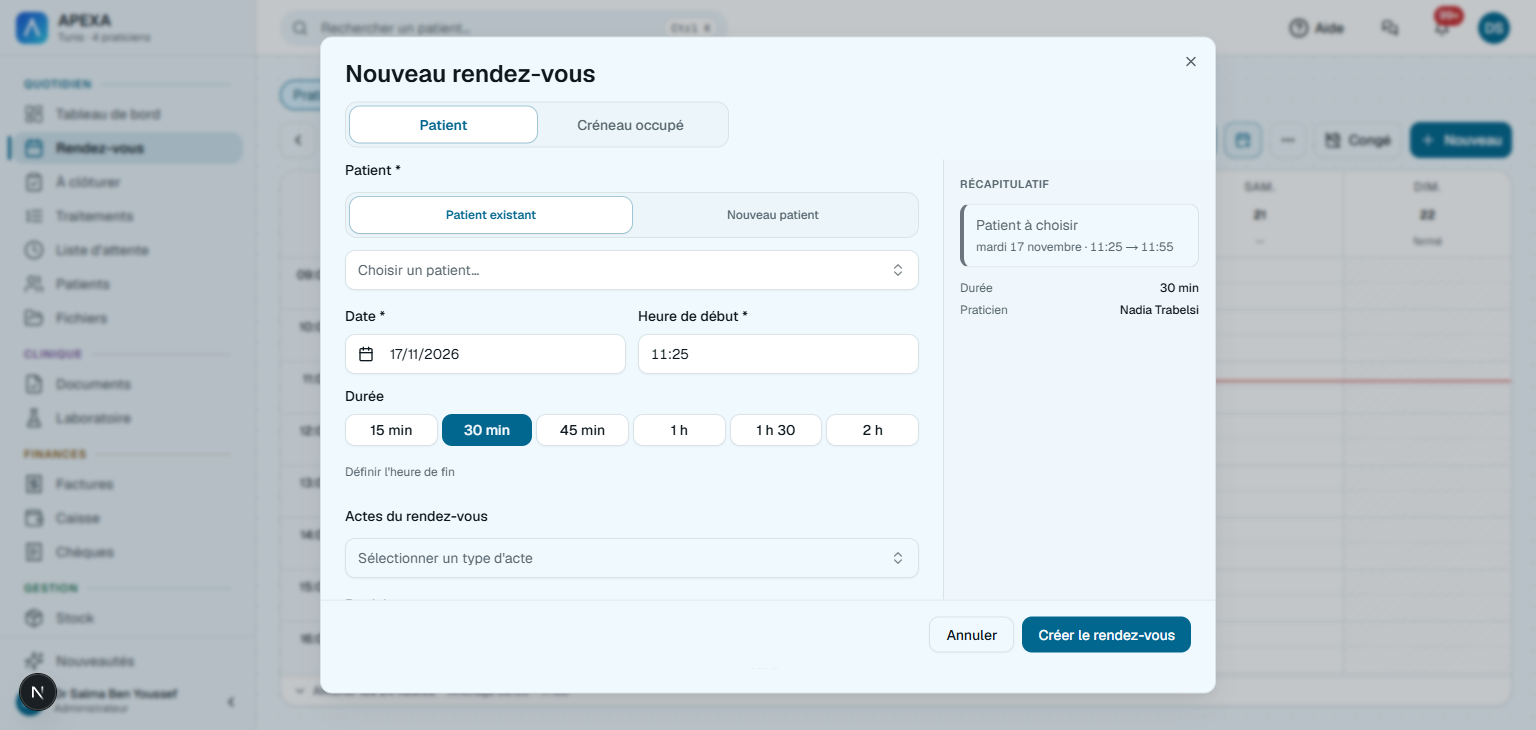 APEXA
Tunis · 4 praticiens
Rechercher un patient...
Ctrl K
Aide
99+
DS
QUOTIDIEN
Tableau de bord
Rendez-vous
À clôturer
Traitements
Liste d'attente
Patients
Fichiers
CLINIQUE
Documents
Laboratoire
FINANCES
Factures
Caisse
Chèques
GESTION
Stock
Nouveautés
Dr Salma Ben Youssef
Administrateur
N
Congé
+ Nouveau
SAM.
21
DIM.
22
fermé
Nouveau rendez-vous
Patient
Créneau occupé
Patient *
Patient existant
Nouveau patient
Choisir un patient...
Date *
Heure de début *
17/11/2026
11:25
Durée
15 min
30 min
45 min
1 h
1 h 30
2 h
Définir l'heure de fin
Actes du rendez-vous
Sélectionner un type d'acte
RÉCAPITULATIF
Patient à choisir
mardi 17 novembre · 11:25 → 11:55
Durée
30 min
Praticien
Nadia Trabelsi
Annuler
Créer le rendez-vous